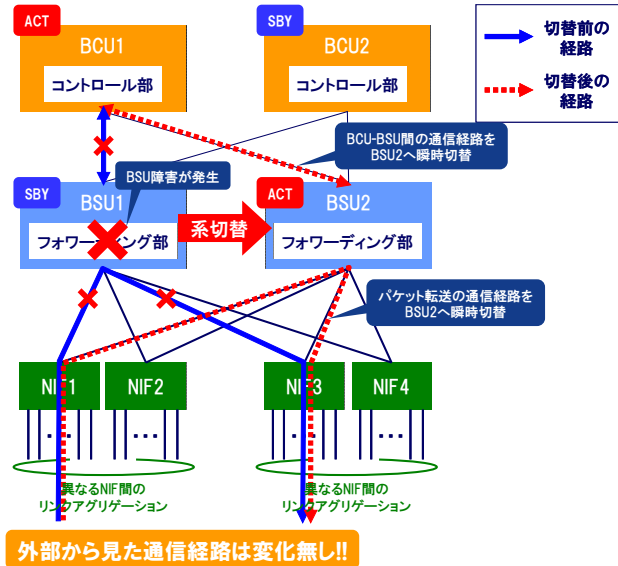 ACT
BCU1
コントロール部
SBY
BCU2
コントロール部
切替前の
経路
切替後の
経路
BCU-BSU間の通信経路を
BSU2へ瞬時切替
BSU障害が発生
SBY
BSU1
フォワーディング部
系切替
ACT
BSU2
フォワーディング部
パケット転送の通信経路を
BSU2へ瞬時切替
NIF1
NIF2
NIF3
NIF4
...
...
...
...
異なるNIF間の
リンクアグリゲーション
異なるNIF間の
リンクアグリゲーション
外部から見た通信経路は変化無し!!